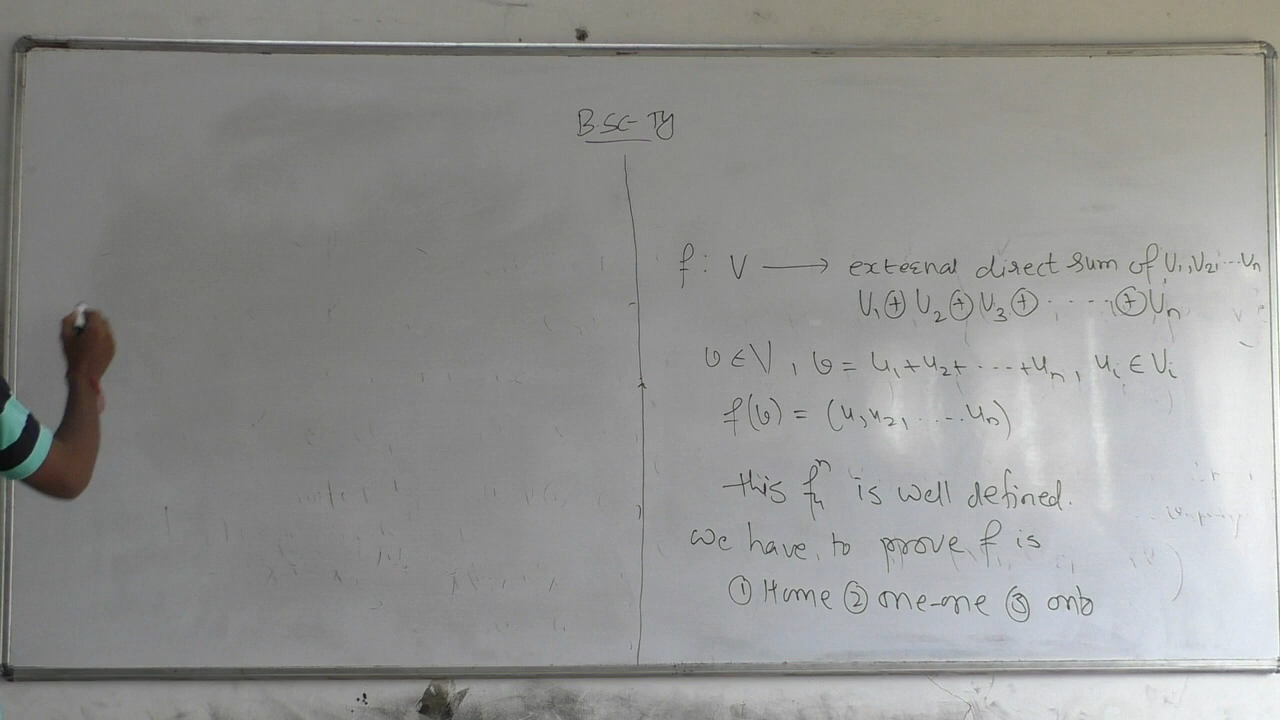 B.SC-TY
f: V ⟶ external direct sum of U₁, U₂, ...Un
U₁ ⊕ U₂ ⊕ U₃ ⊕ ..... ⊕ Un
v ∈ V, v = u₁+u₂+ ...+un, ui ∈ Ui
f(v) = (u₁, u₂, ..... un)
this fⁿ is well defined.
we have to prove f is
① Homo ② one-one ③ onto